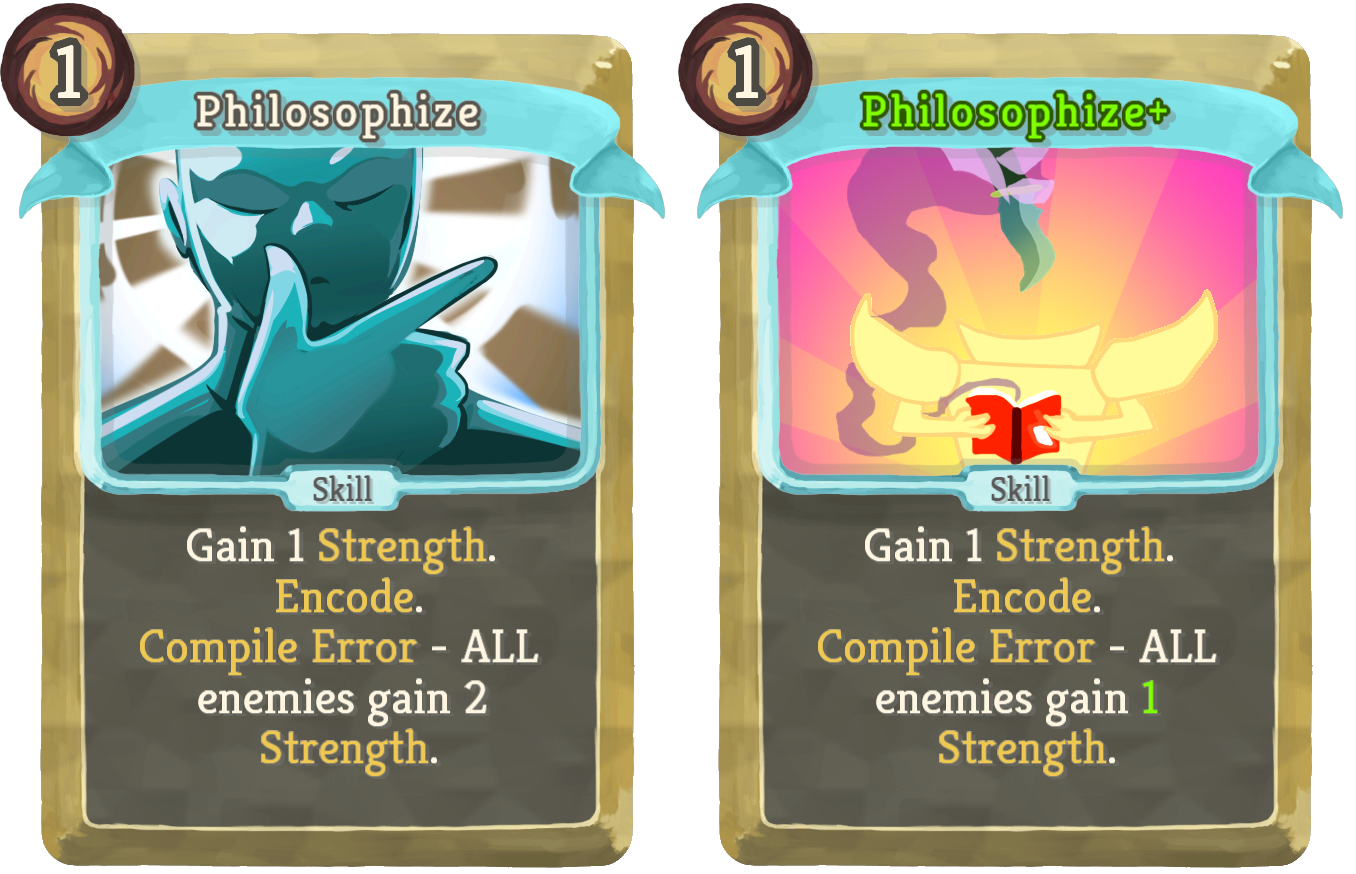 1
Philosophize
Skill
Gain 1 Strength.
Encode.
Compile Error - ALL
enemies gain 2
Strength.
1
Philosophize+
Skill
Gain 1 Strength.
Encode.
Compile Error - ALL
enemies gain 1
Strength.